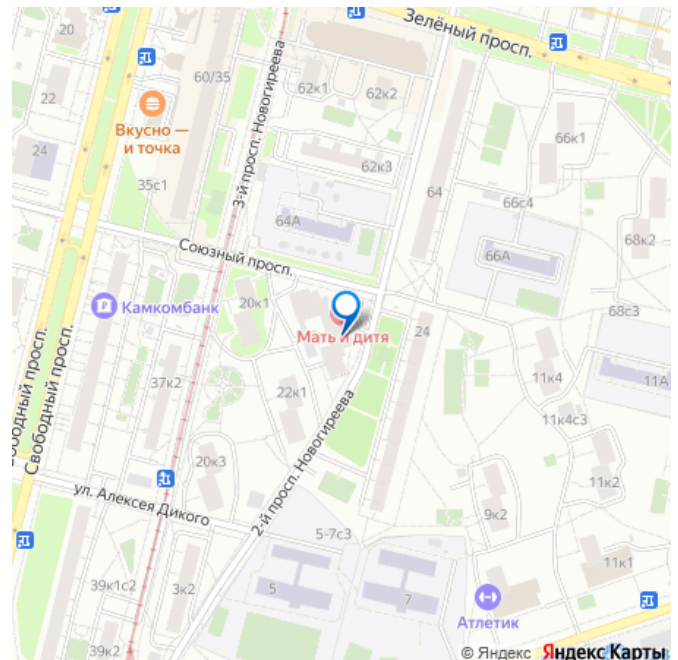 20
Зелёный просп.
60/35
62к1
62к2
3-й просп. Новогиреева
22
Вкусно —
и точка
66к1
24
62к3
35с1
64
66с4
64А
68к2
Союзный просп.
66А
20к1
68с3
Камкомбанк
Мать и дитя
24
Свободный просп.
37к2
11к4
11А
22к1
11к4с3
2-й просп. Новогиреева
20к3
11к2
ул. Алексея Дикого
9к2
5-7с3
39к1с2
3к2
5
7
11к1
Атлетик
39к2
© Яндекс Яндекс Карты